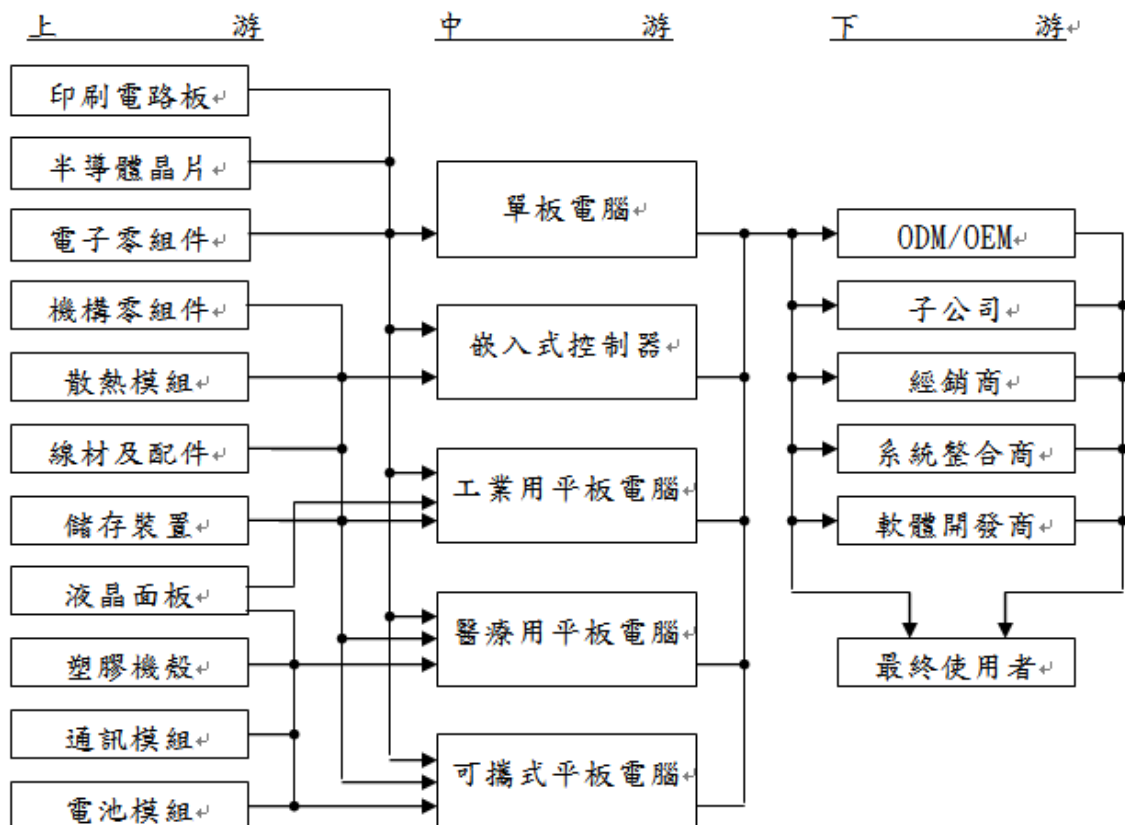 上游
中游
下游
印刷電路板
半導體晶片
電子零組件
機構零組件
散熱模組
線材及配件
儲存裝置
液晶面板
塑膠機殼
通訊模組
電池模組
單板電腦
嵌入式控制器
工業用平板電腦
醫療用平板電腦
可攜式平板電腦
ODM/OEM
子公司
經銷商
系統整合商
軟體開發商
最終使用者